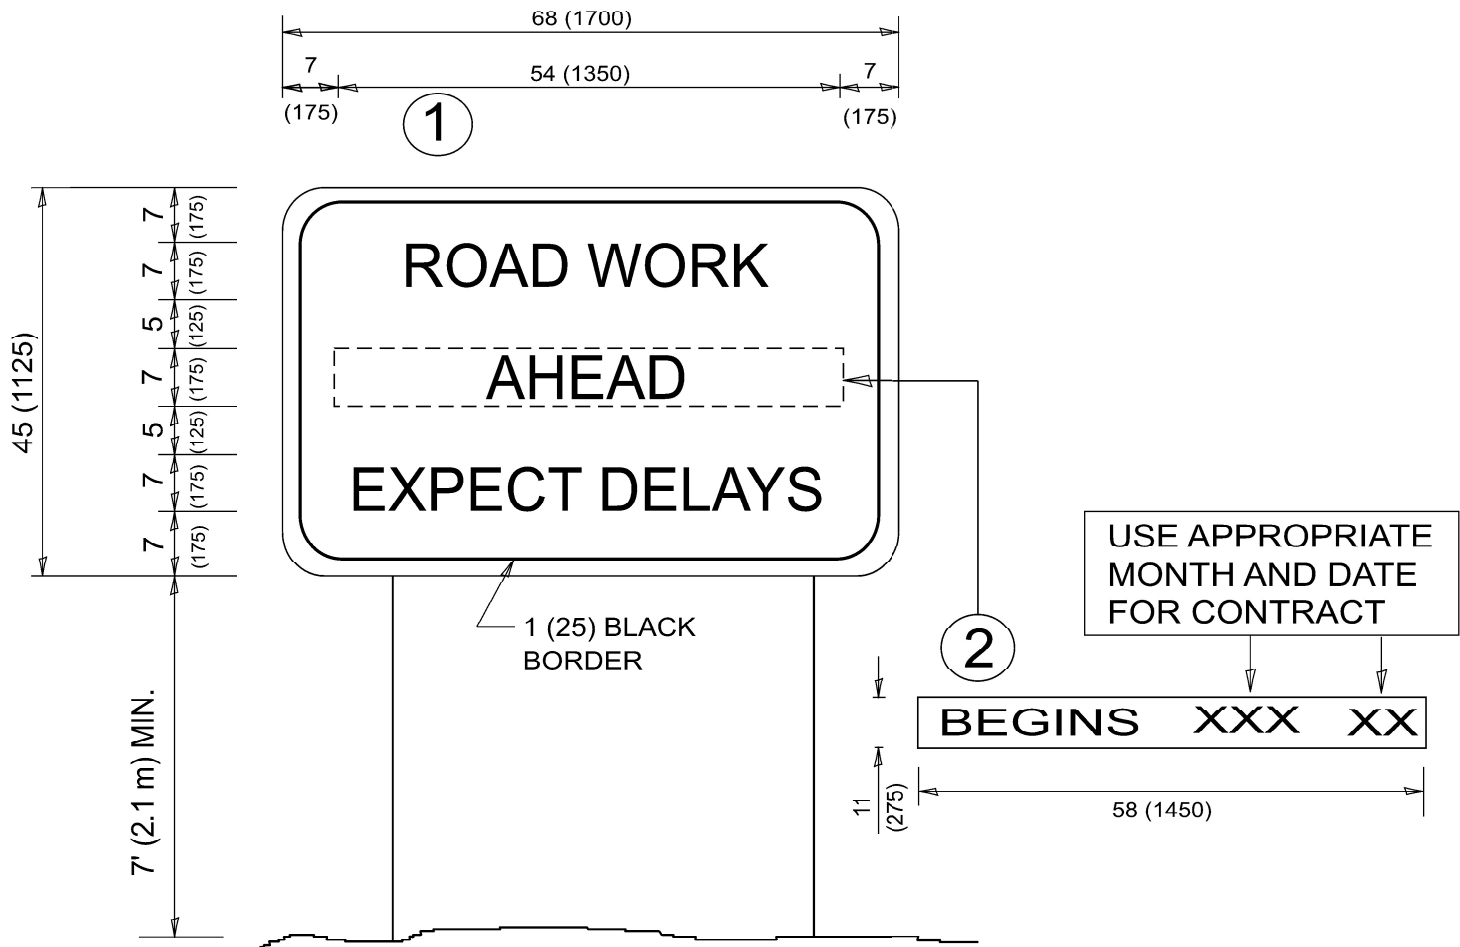 68 (1700)
7
54 (1350)
7
(175)
(175)
1
7
(175)
7
(175)
5
(125)
7
(175)
5
(125)
7
(175)
7
(175)
45 (1125)
ROAD WORK
AHEAD
EXPECT DELAYS
1 (25) BLACK
BORDER
7' (2.1 m) MIN.
2
USE APPROPRIATE
MONTH AND DATE
FOR CONTRACT
BEGINS XXX XX
11
(275)
58 (1450)